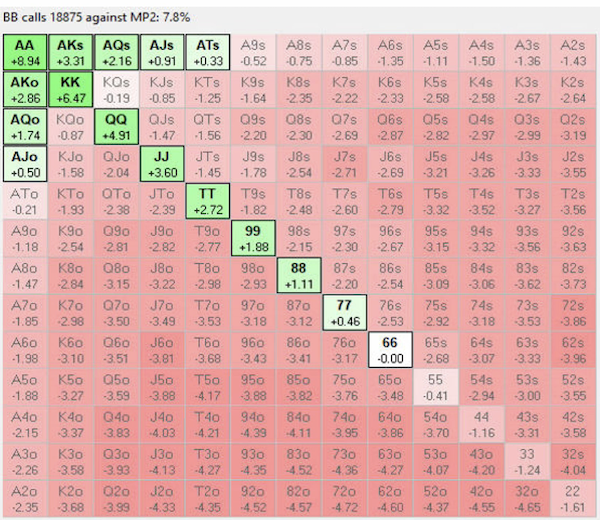 BB calls 18875 against MP2: 7.8%
AA AKs AQs AJs ATs A9s A8s A7s A6s A5s A4s A3s A2s
+8.94 +3.31 +2.16 +0.91 +0.33 -0.52 -0.75 -0.85 -1.35 -1.11 -1.50 -1.36 -1.43
AKo KK KQs KJs KTs K9s K8s K7s K6s K5s K4s K3s K2s
+2.86 +6.47 -0.19 -0.85 -1.25 -1.64 -2.35 -2.22 -2.33 -2.58 -2.58 -2.67 -2.64
AQo KQo QQ QJs QTs Q9s Q8s Q7s Q6s Q5s Q4s Q3s Q2s
+1.74 -0.87 +4.91 -1.47 -1.56 -2.20 -2.30 -2.69 -2.87 -2.82 -2.97 -2.99 -3.19
AJo KJo QJo JJ JTs J9s J8s J7s J6s J5s J4s J3s J2s
+0.50 -1.58 -2.04 +3.60 -1.45 -1.78 -2.54 -2.71 -2.69 -3.21 -3.26 -3.33 -3.55
ATo KTo QTo JTo TT T9s T8s T7s T6s T5s T4s T3s T2s
-0.21 -1.93 -2.38 -2.39 +2.72 -1.82 -2.48 -2.60 -2.79 -3.32 -3.52 -3.27 -3.56
A9o K9o Q9o J9o T9o 99 98s 97s 96s 95s 94s 93s 92s
-1.18 -2.54 -2.81 -2.82 -2.77 +1.88 -2.15 -2.30 -2.67 -3.15 -3.32 -3.56 -3.63
A8o K8o Q8o J8o T8o 98o 88 87s 86s 85s 84s 83s 82s
-1.47 -2.84 -3.15 -3.22 -2.98 -2.93 +1.11 -2.20 -2.54 -3.09 -3.06 -3.62 -3.73
A7o K7o Q7o J7o T7o 97o 87o 77 76s 75s 74s 73s 72s
-1.85 -2.98 -3.50 -3.49 -3.53 -3.18 -3.12 +0.46 -2.53 -2.92 -3.18 -3.53 -3.86
A6o K6o Q6o J6o T6o 96o 86o 76o 66 65s 64s 63s 62s
-1.98 -3.10 -3.51 -3.81 -3.68 -3.43 -3.41 -3.17 -0.00 -2.68 -3.07 -3.33 -3.96
A5o K5o Q5o J5o T5o 95o 85o 75o 65o 55 54s 53s 52s
-1.88 -3.27 -3.59 -3.88 -4.17 -3.88 -3.82 -3.76 -3.48 -0.41 -2.94 -3.00 -3.55
A4o K4o Q4o J4o T4o 94o 84o 74o 64o 54o 44 43s 42s
-2.15 -3.37 -3.83 -4.03 -4.21 -4.39 -4.11 -3.95 -3.86 -3.70 -1.16 -3.31 -3.58
A3o K3o Q3o J3o T3o 93o 83o 73o 63o 53o 43o 33 32s
-2.26 -3.58 -3.93 -4.13 -4.27 -4.35 -4.52 -4.36 -4.27 -4.07 -4.20 -1.24 -4.04
A2o K2o Q2o J2o T2o 92o 82o 72o 62o 52o 42o 32o 22
-2.35 -3.68 -3.99 -4.33 -4.35 -4.52 -4.57 -4.72 -4.60 -4.37 -4.55 -4.65 -1.61